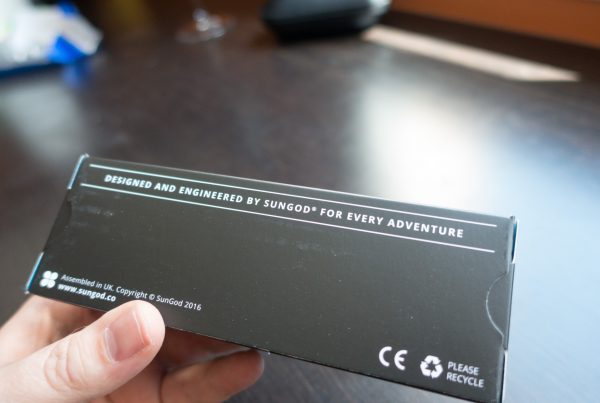 DESIGNED AND ENGINEERED BY SUNGOD® FOR EVERY ADVENTURE
Assembled in UK. Copyright © SunGod 2016
www.sungod.co
CE
PLEASE
RECYCLE